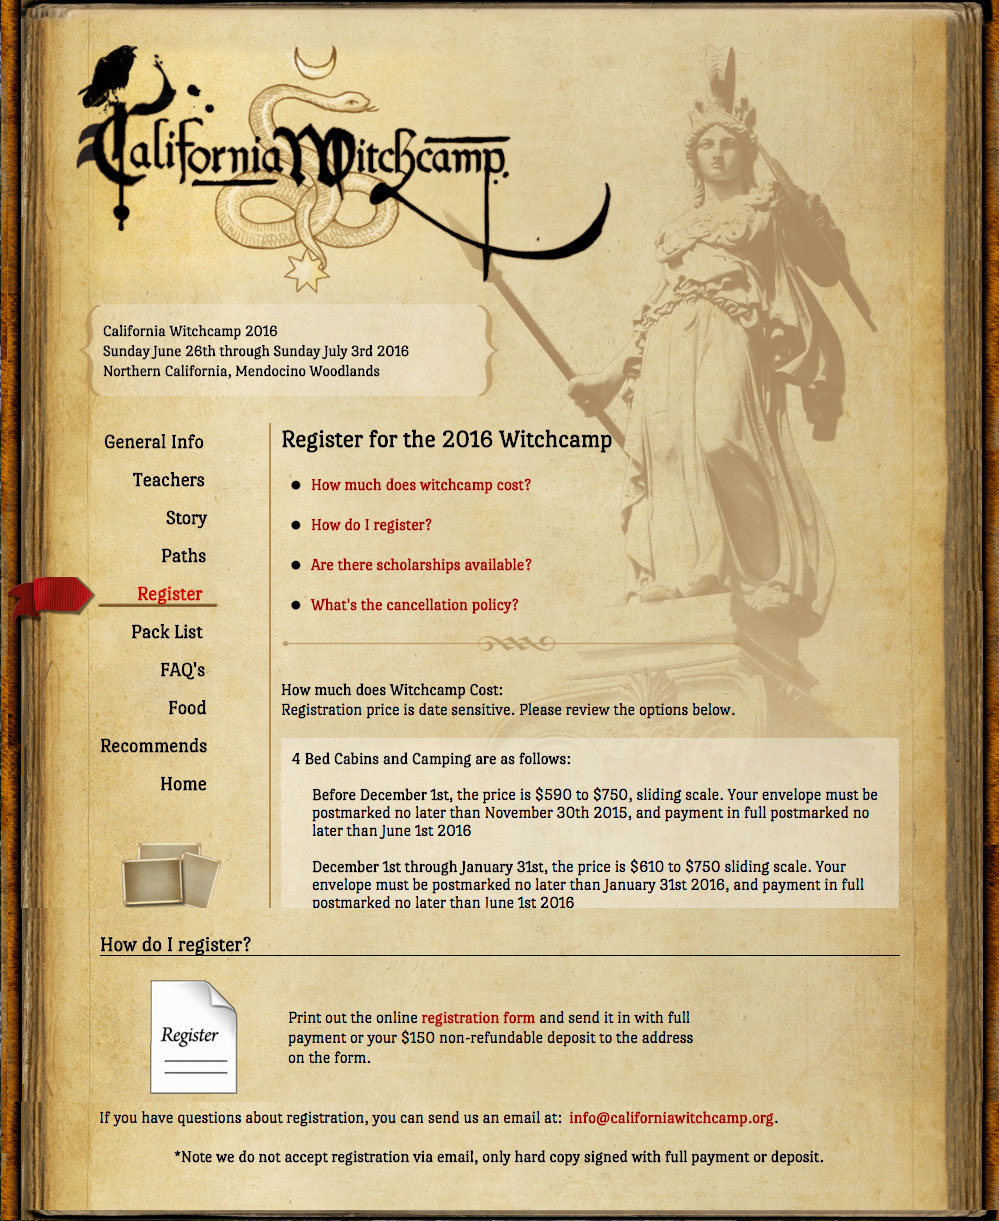 California Witchcamp.
California Witchcamp 2016
Sunday June 26th through Sunday July 3rd 2016
Northern California, Mendocino Woodlands
General Info
Teachers
Story
Paths
Register
Pack List
FAQ's
Food
Recommends
Home
Register for the 2016 Witchcamp
How much does witchcamp cost?
How do I register?
Are there scholarships available?
What's the cancellation policy?
How much does Witchcamp Cost:
Registration price is date sensitive. Please review the options below.
4 Bed Cabins and Camping are as follows:
Before December 1st, the price is $590 to $750, sliding scale. Your envelope must be
postmarked no later than November 30th 2015, and payment in full postmarked no
later than June 1st 2016
December 1st through January 31st, the price is $610 to $750 sliding scale. Your
envelope must be postmarked no later than January 31st 2016, and payment in full
postmarked no later than June 1st 2016
How do I register?
Register
Print out the online registration form and send it in with full
payment or your $150 non-refundable deposit to the address
on the form.
If you have questions about registration, you can send us an email at: info@californiawitchcamp.org.
*Note we do not accept registration via email, only hard copy signed with full payment or deposit.